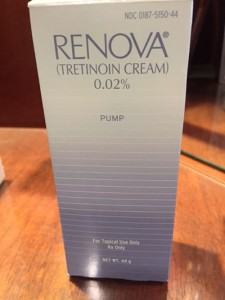 NDC 0187-5150-44
RENOVA®
(TRETINOIN CREAM)
0.02%
PUMP
For Topical Use Only
Rx Only
NET WT. 44 g